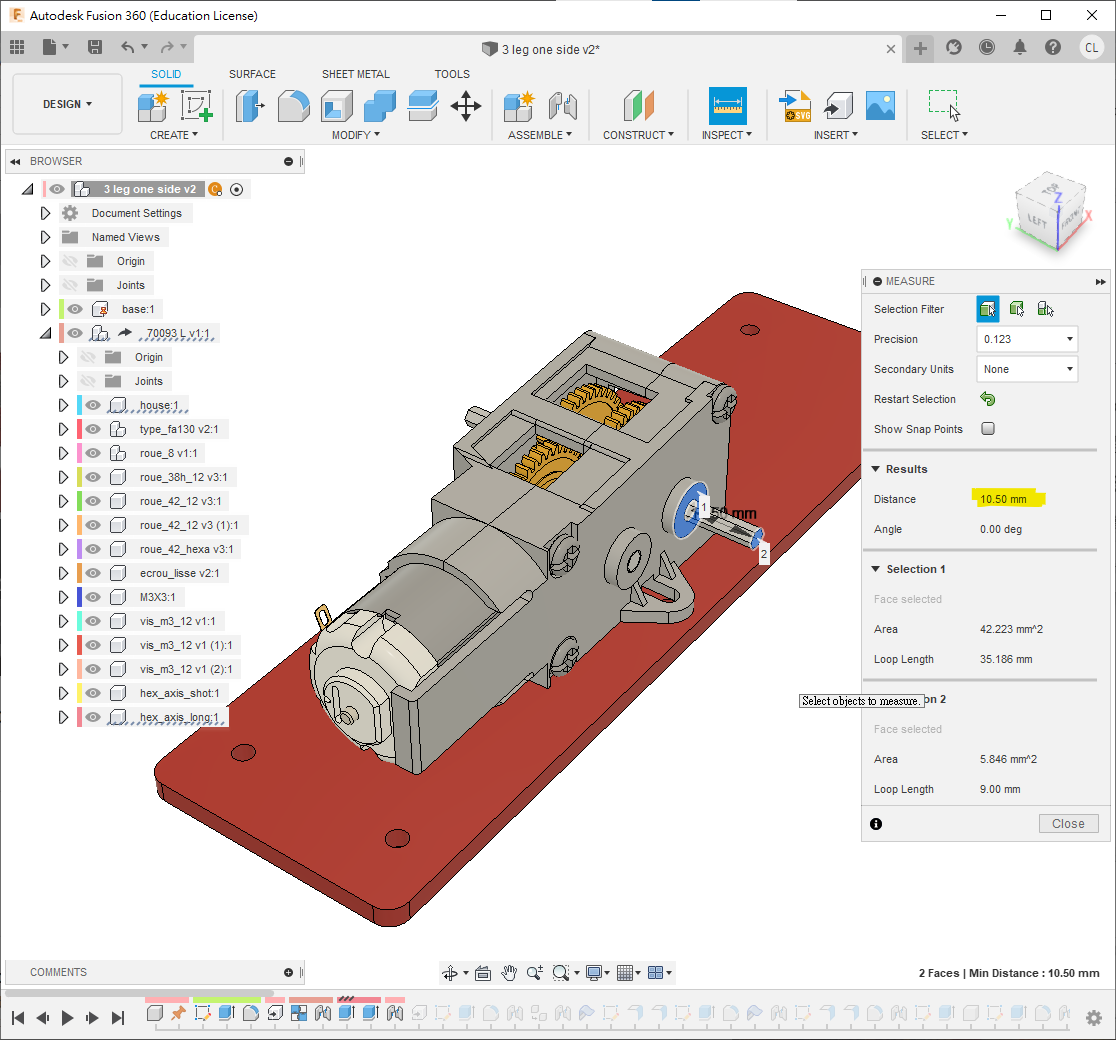 Autodesk Fusion 360 (Education License)
3 leg one side v2*
CL
DESIGN
SOLID
SURFACE
SHEET METAL
TOOLS
CREATE
MODIFY
ASSEMBLE
CONSTRUCT
INSPECT
SVG
INSERT
SELECT
BROWSER
3 leg one side v2
Document Settings
Named Views
Origin
Joints
base:1
70093 L v1:1
Origin
Joints
house:1
type_fa130 v2:1
roue_8 v1:1
roue_38h_12 v3:1
roue_42_12 v3:1
roue_42_12 v3 (1):1
roue_42_hexa v3:1
ecrou_lisse v2:1
M3X3:1
vis_m3_12 v1:1
vis_m3_12 v1 (1):1
vis_m3_12 v1 (2):1
hex_axis_shot:1
hex_axis_long:1
TOP
LEFT
FRONT
Z
Y
X
1
50 mm
2
MEASURE
Selection Filter
Precision 0.123
Secondary Units None
Restart Selection
Show Snap Points
Results
Distance 10.50 mm
Angle 0.00 deg
Selection 1
Face selected
Area 42.223 mm^2
Loop Length 35.186 mm
Select objects to measure.
on 2
Face selected
Area 5.846 mm^2
Loop Length 9.00 mm
Close
COMMENTS
2 Faces | Min Distance : 10.50 mm